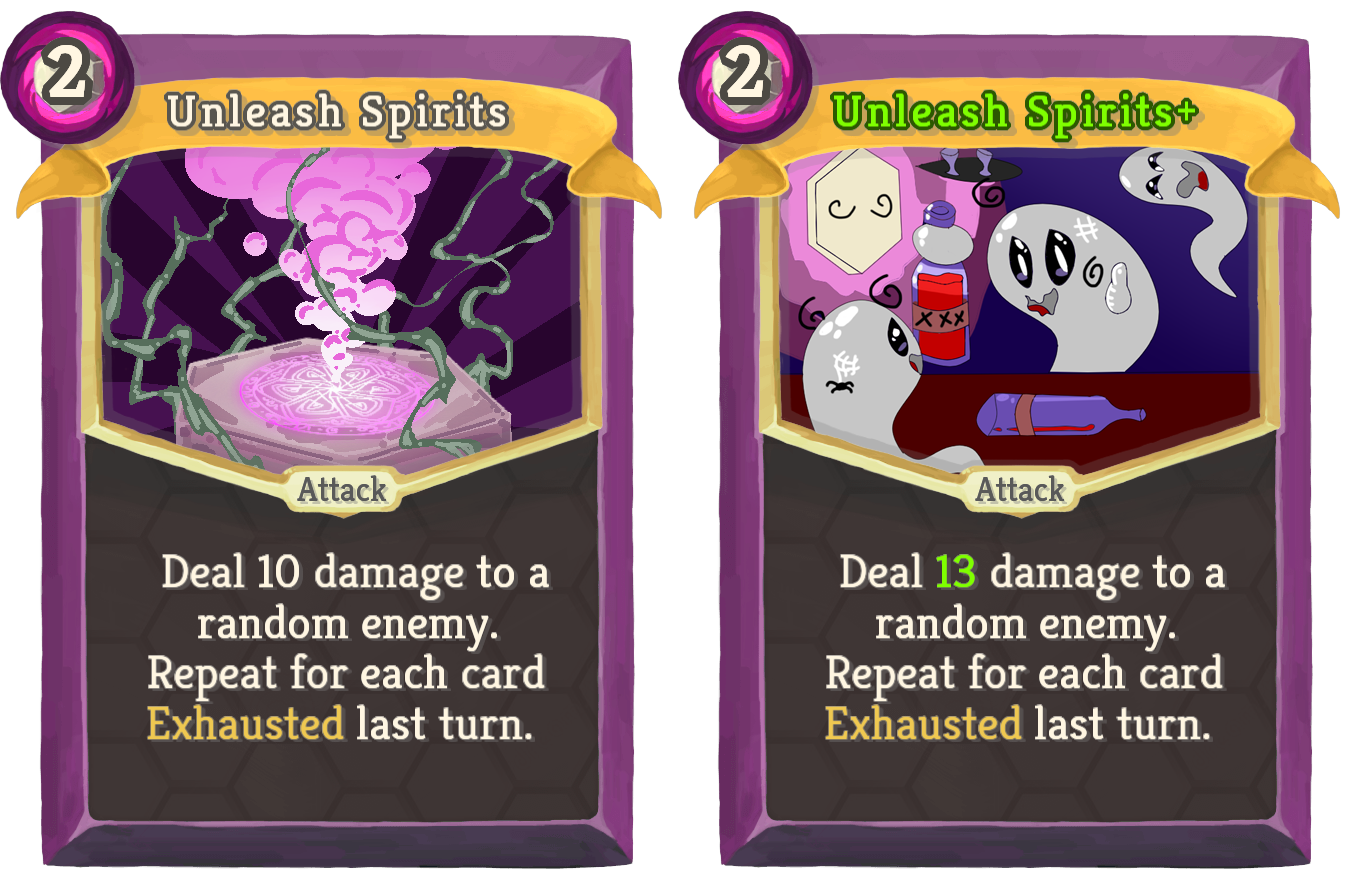 2
Unleash Spirits
Attack
Deal 10 damage to a
random enemy.
Repeat for each card
Exhausted last turn.
2
Unleash Spirits+
XXX
Attack
Deal 13 damage to a
random enemy.
Repeat for each card
Exhausted last turn.